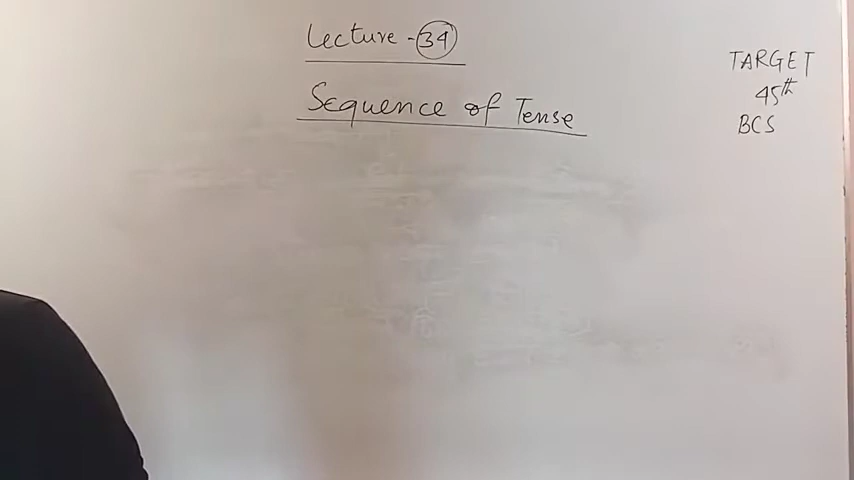 Lecture - 34
Sequence of Tense
TARGET
45th
BCS